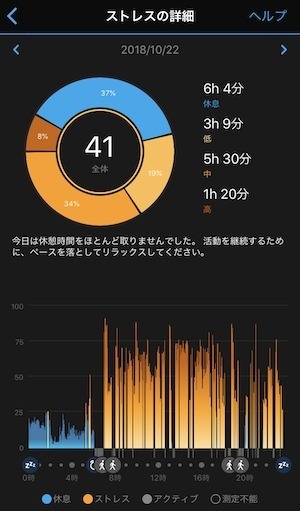 ストレスの詳細
ヘルプ
2018/10/22
37%
19%
34%
8%
41
全体
6h 4分
休息
3h 9分
低
5h 30分
中
1h 20分
高
今日は休憩時間をほとんど取りませんでした。 活動を継続するため
に、ペースを落としてリラックスしてください。
100
75
50
25
0
zzz
zzz
0時
4時
8時
12時
16時
20時
休息
ストレス
アクティブ
測定不能